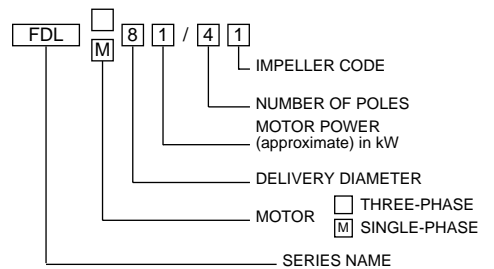 FDL M 8 1 / 4 1
IMPELLER CODE
NUMBER OF POLES
MOTOR POWER
(approximate) in kW
DELIVERY DIAMETER
MOTOR THREE-PHASE
M SINGLE-PHASE
SERIES NAME